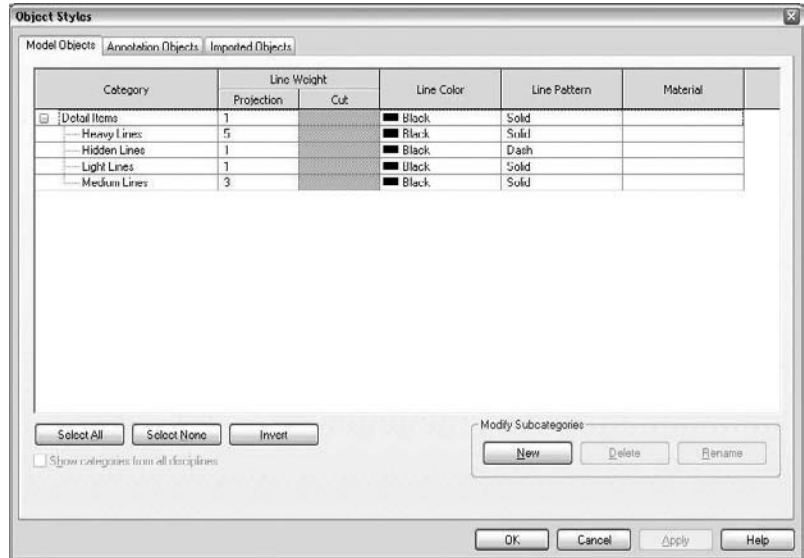 Object Styles
Model Objects Annotation Objects Imported Objects
Category Line Weight Line Color Line Pattern Material
Projection Cut
Detail Items 1 Black Solid
Heavy Lines 5 Black Solid
Hidden Lines 1 Black Dash
Light Lines 1 Black Solid
Medium Lines 3 Black Solid
Modify Subcategories
Select All Select None Invert New Delete Rename
Show categories from all disciplines
OK Cancel Apply Help